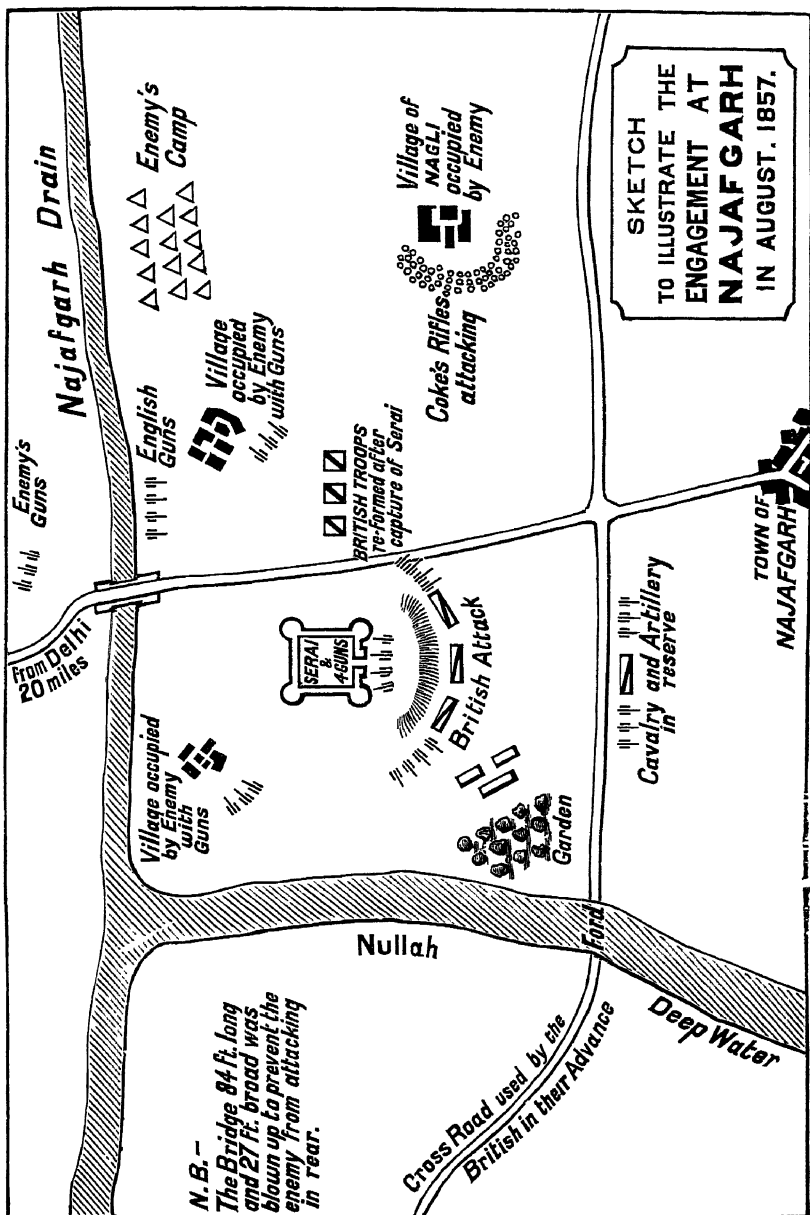 SKETCH
TO ILLUSTRATE THE
ENGAGEMENT AT
NAJAFGARH
IN AUGUST. 1857.
Najafgarh Drain
Enemy's
Camp
Village of
NAGLI
occupied
by Enemy
Coke's Rifles
attacking
Enemy's
Guns
English
Guns
Village
occupied
by Enemy
with Guns
BRITISH TROOPS
re-formed after
capture of Serai
From Delhi
20 miles
SERAI
&
4GUNS
British Attack
TOWN OF
NAJAFGARH
Cavalry and Artillery
in reserve
Village occupied
by Enemy
with
Guns
Garden
Nullah
Ford
Deep Water
Cross Road used by the
British in their Advance
N.B.-
The Bridge 84 ft. long
and 27 ft. broad was
blown up to prevent the
enemy from attacking
in rear.